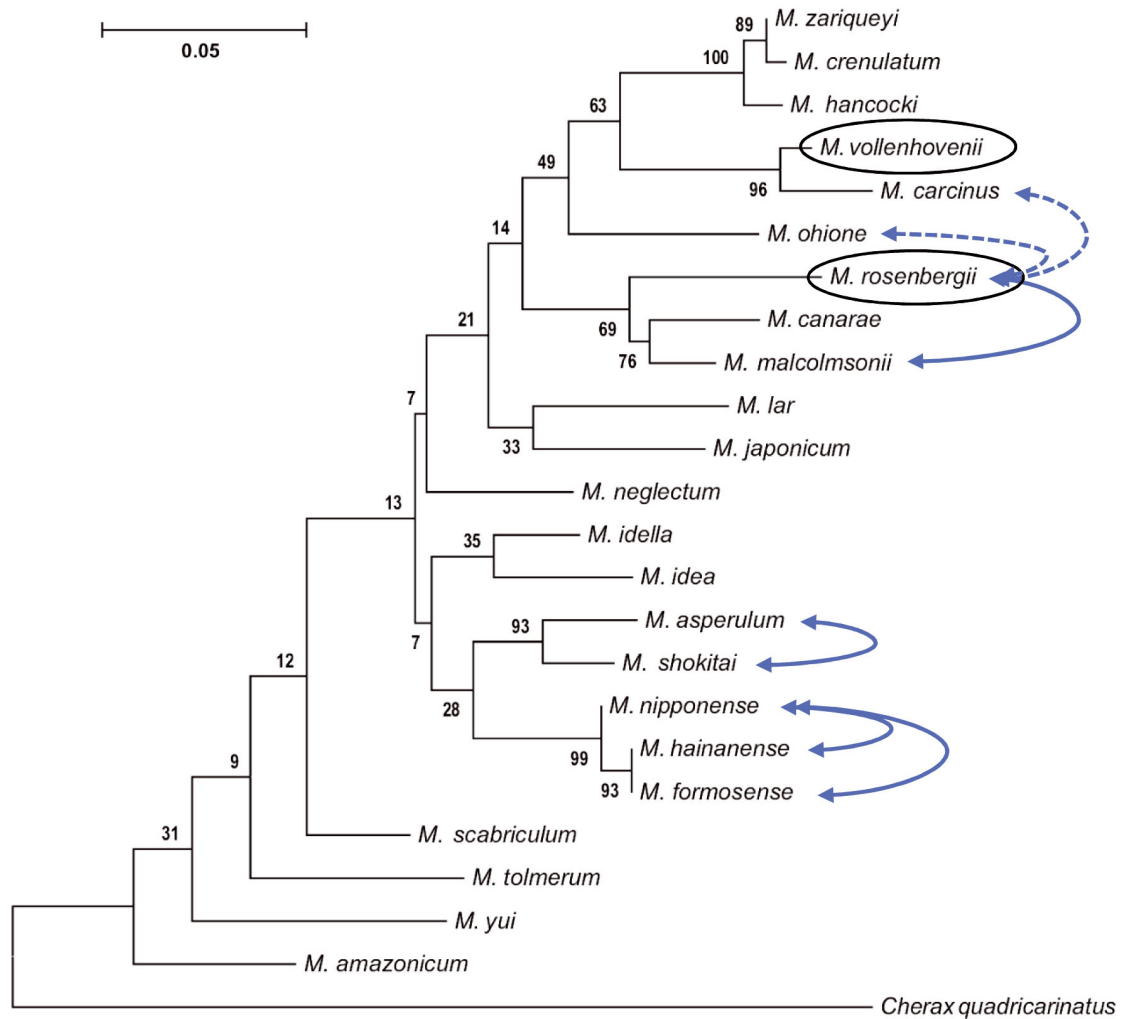 0.05
89
M. zariqueyi
M. crenulatum
100
M. hancocki
63
M. vollenhovenii
49
96
M. carcinus
14
M. ohione
M. rosenbergii
21
69
M. canarae
76
M. malcolmsonii
7
M. lar
33
M. japonicum
13
M. neglectum
35
M. idella
M. idea
93
M. asperulum
7
12
M. shokitai
28
M. nipponense
99
M. hainanense
9
93
M. formosense
31
M. scabriculum
M. tolmerum
M. yui
M. amazonicum
Cherax quadricarinatus